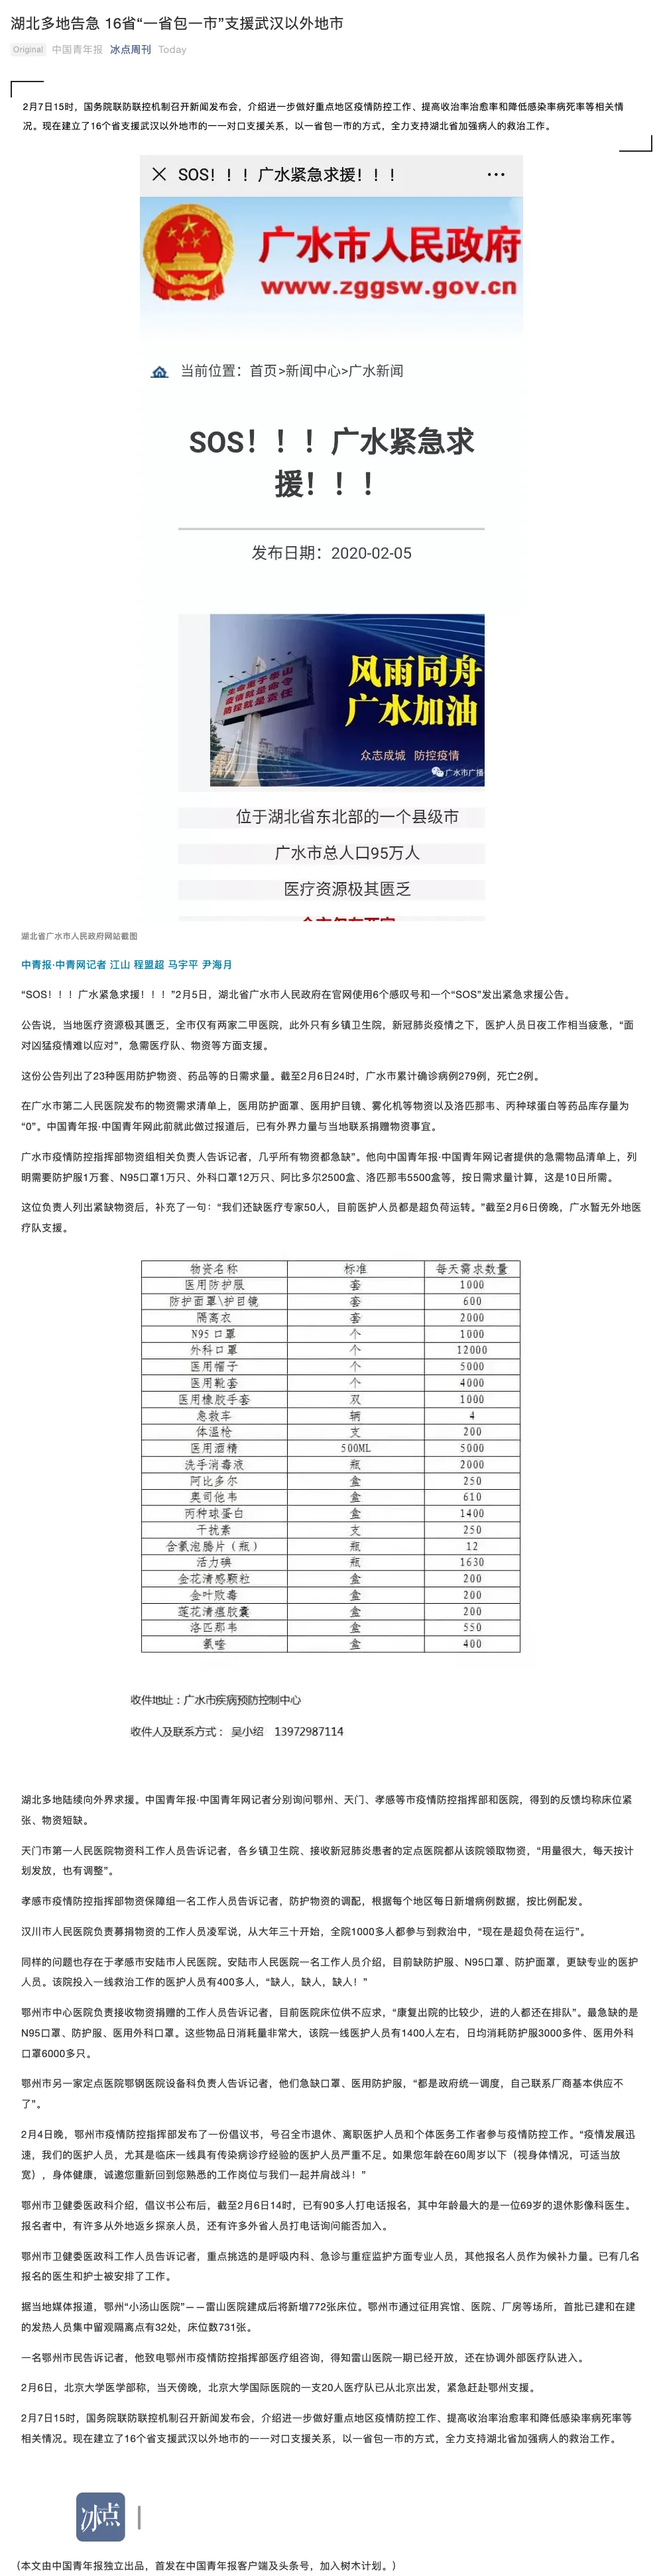 湖北多地告急 16省“一省包一市”支援武汉以外地市
Original 中国青年报 冰点周刊 Today
2月7日15时，国务院联防联控机制召开新闻发布会，介绍进一步做好重点地区疫情防控工作、提高收治率治愈率和降低感染率病死率等相关情
况。现在建立了16个省支援武汉以外地市的一一对口支援关系，以一省包一市的方式，全力支持湖北省加强病人的救治工作。
SOS！！！广水紧急求援！！！
广水市人民政府
www.zggsw.gov.cn
当前位置：首页>新闻中心>广水新闻
SOS！！！广水紧急求
援！！！
发布日期：2020-02-05
生命重于泰山
疫情就是命令
防控就是责任
风雨同舟
广水加油
众志成城 防控疫情
广水市广播
位于湖北省东北部的一个县级市
广水市总人口95万人
医疗资源极其匮乏
湖北省广水市人民政府网站截图
中青报·中青网记者 江山 程盟超 马宇平 尹海月
“SOS！！！广水紧急求援！！！”2月5日，湖北省广水市人民政府在官网使用6个感叹号和一个“SOS”发出紧急求援公告。
公告说，当地医疗资源极其匮乏，全市仅有两家二甲医院，此外只有乡镇卫生院，新冠肺炎疫情之下，医护人员日夜工作相当疲惫，“面
对凶猛疫情难以应对”，急需医疗队、物资等方面支援。
这份公告列出了23种医用防护物资、药品等的日需求量。截至2月6日24时，广水市累计确诊病例279例，死亡2例。
在广水市第二人民医院发布的物资需求清单上，医用防护面罩、医用护目镜、雾化机等物资以及洛匹那韦、丙种球蛋白等药品库存量为
“0”。中国青年报·中国青年网此前就此做过报道后，已有外界力量与当地联系捐赠物资事宜。
广水市疫情防控指挥部物资组相关负责人告诉记者，几乎所有物资都急缺”。他向中国青年报·中国青年网记者提供的急需物品清单上，列
明需要防护服1万套、N95口罩1万只、外科口罩12万只、阿比多尔2500盒、洛匹那韦5500盒等，按日需求量计算，这是10日所需。
这位负责人列出紧缺物资后，补充了一句：“我们还缺医疗专家50人，目前医护人员都是超负荷运转。”截至2月6日傍晚，广水暂无外地医
疗队支援。
物资名称 标准 每天需求数量
医用防护服 套 1000
防护面罩\护目镜 套 600
隔离衣 套 2000
N95口罩 个 1000
外科口罩 个 12000
医用帽子 个 5000
医用靴套 个 4000
医用橡胶手套 双 1000
急救车 辆 4
体温枪 支 200
医用酒精 500ML 5000
洗手消毒液 瓶 2000
阿比多尔 盒 250
奥司他韦 盒 610
丙种球蛋白 盒 1400
干扰素 支 250
含氯泡腾片（瓶） 瓶 12
活力碘 瓶 1630
金花清感颗粒 盒 200
金叶败毒 盒 200
莲花清瘟胶囊 盒 200
洛匹那韦 盒 550
氯喹 盒 400
收件地址：广水市疾病预防控制中心
收件人及联系方式： 吴小绍 13972987114
湖北多地陆续向外界求援。中国青年报·中国青年网记者分别询问鄂州、天门、孝感等市疫情防控指挥部和医院，得到的反馈均称床位紧
张、物资短缺。
天门市第一人民医院物资科工作人员告诉记者，各乡镇卫生院、接收新冠肺炎患者的定点医院都从该院领取物资，“用量很大，每天按计
划发放，也有调整”。
孝感市疫情防控指挥部物资保障组一名工作人员告诉记者，防护物资的调配，根据每个地区每日新增病例数据，按比例配发。
汉川市人民医院负责募捐物资的工作人员凌军说，从大年三十开始，全院1000多人都参与到救治中，“现在是超负荷在运行”。
同样的问题也存在于孝感市安陆市人民医院。安陆市人民医院一名工作人员介绍，目前缺防护服、N95口罩、防护面罩，更缺专业的医护
人员。该院投入一线救治工作的医护人员有400多人，“缺人，缺人，缺人！”
鄂州市中心医院负责接收物资捐赠的工作人员告诉记者，目前医院床位供不应求，“康复出院的比较少，进的人都还在排队”。最急缺的是
N95口罩、防护服、医用外科口罩。这些物品日消耗量非常大，该院一线医护人员有1400人左右，日均消耗防护服3000多件、医用外科
口罩6000多只。
鄂州市另一家定点医院鄂钢医院设备科负责人告诉记者，他们急缺口罩、医用防护服，“都是政府统一调度，自己联系厂商基本供应不
了”。
2月4日晚，鄂州市疫情防控指挥部发布了一份倡议书，号召全市退休、离职医护人员和个体医务工作者参与疫情防控工作。“疫情发展迅
速，我们的医护人员，尤其是临床一线具有传染病诊疗经验的医护人员严重不足。如果您年龄在60周岁以下（视身体情况，可适当放
宽），身体健康，诚邀您重新回到您熟悉的工作岗位与我们一起并肩战斗！”
鄂州市卫健委医政科介绍，倡议书公布后，截至2月6日14时，已有90多人打电话报名，其中年龄最大的是一位69岁的退休影像科医生。
报名者中，有许多从外地返乡探亲人员，还有许多外省人员打电话询问能否加入。
鄂州市卫健委医政科工作人员告诉记者，重点挑选的是呼吸内科、急诊与重症监护方面专业人员，其他报名人员作为候补力量。已有几名
报名的医生和护士被安排了工作。
据当地媒体报道，鄂州“小汤山医院”——雷山医院建成后将新增772张床位。鄂州市通过征用宾馆、医院、厂房等场所，首批已建和在建
的发热人员集中留观隔离点有32处，床位数731张。
一名鄂州市民告诉记者，他致电鄂州市疫情防控指挥部医疗组咨询，得知雷山医院一期已经开放，还在协调外部医疗队进入。
2月6日，北京大学医学部称，当天傍晚，北京大学国际医院的一支20人医疗队已从北京出发，紧急赶赴鄂州支援。
2月7日15时，国务院联防联控机制召开新闻发布会，介绍进一步做好重点地区疫情防控工作、提高收治率治愈率和降低感染率病死率等
相关情况。现在建立了16个省支援武汉以外地市的一一对口支援关系，以一省包一市的方式，全力支持湖北省加强病人的救治工作。
冰点
(本文由中国青年报独立出品，首发在中国青年报客户端及头条号，加入树木计划。)